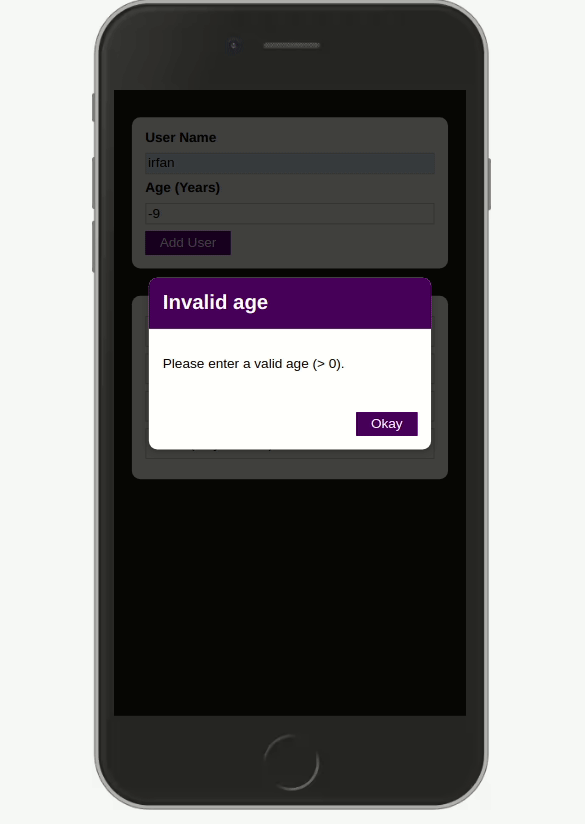 User Name
irfan
Age (Years)
-9
Add User
Invalid age
Please enter a valid age (> 0).
Okay